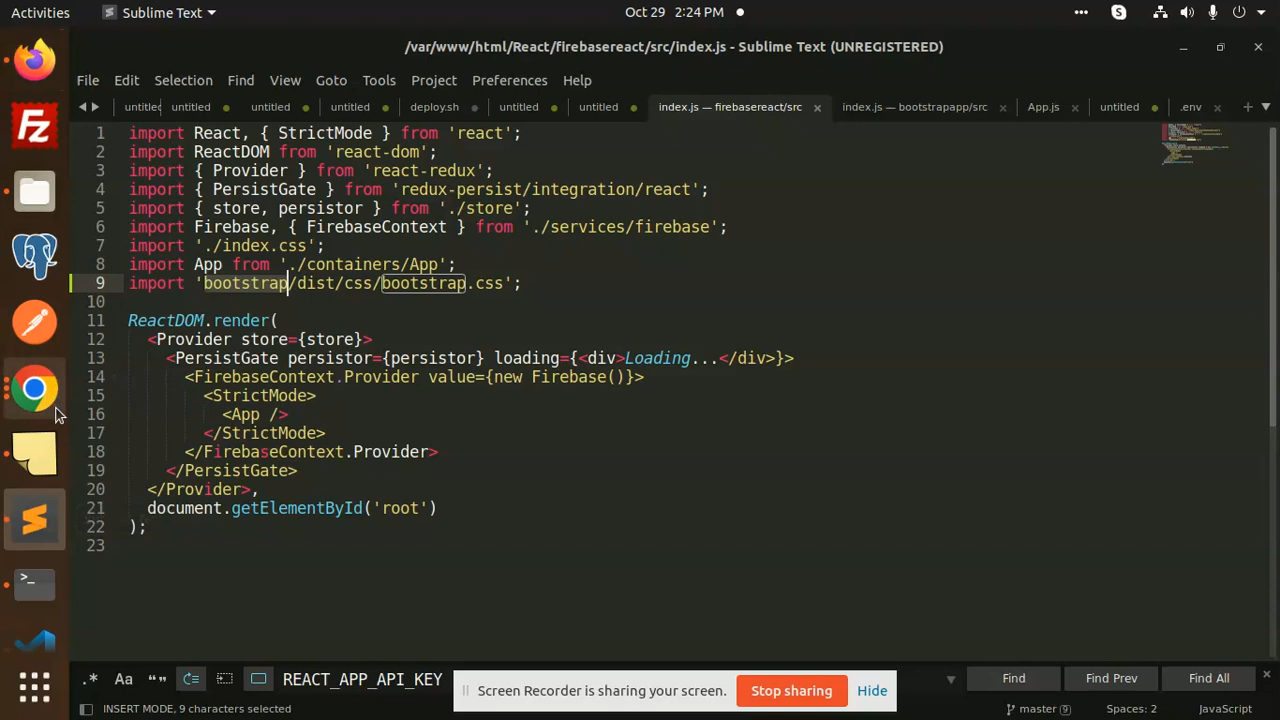 Activities Sublime Text Oct 29 2:24 PM
/var/www/html/React/firebasereact/src/index.js - Sublime Text (UNREGISTERED)
File Edit Selection Find View Goto Tools Project Preferences Help
untitled untitled untitled untitled deploy.sh untitled untitled index.js — firebasereact/src index.js — bootstrapapp/src App.js untitled .env
1 import React, { StrictMode } from 'react';
2 import ReactDOM from 'react-dom';
3 import { Provider } from 'react-redux';
4 import { PersistGate } from 'redux-persist/integration/react';
5 import { store, persistor } from './store';
6 import Firebase, { FirebaseContext } from './services/firebase';
7 import './index.css';
8 import App from './containers/App';
9 import 'bootstrap/dist/css/bootstrap.css';
10
11 ReactDOM.render(
12 <Provider store={store}>
13 <PersistGate persistor={persistor} loading={<div>Loading...</div>}>
14 <FirebaseContext.Provider value={new Firebase()}>
15 <StrictMode>
16 <App />
17 </StrictMode>
18 </FirebaseContext.Provider>
19 </PersistGate>
20 </Provider>,
21 document.getElementById('root')
22 );
23
.* Aa “” REACT_APP_API_KEY Find Find Prev Find All
Screen Recorder is sharing your screen. Stop sharing Hide
INSERT MODE, 9 characters selected master 9 Spaces: 2 JavaScript